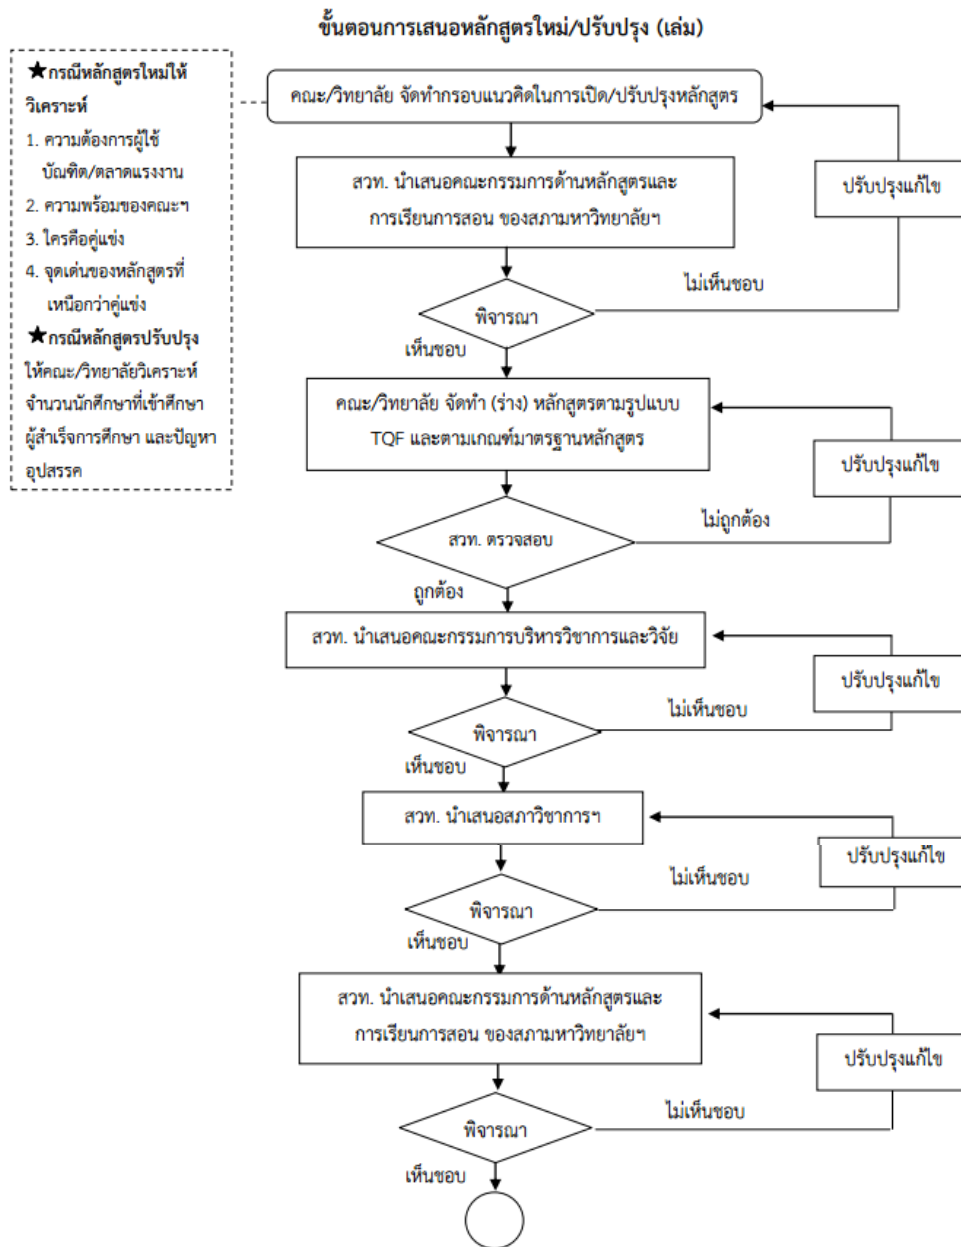 ขั้นตอนการเสนอหลักสูตรใหม่/ปรับปรุง (เล่ม)
★กรณีหลักสูตรใหม่ให้
วิเคราะห์
1. ความต้องการผู้ใช้
บัณฑิต/ตลาดแรงงาน
2. ความพร้อมของคณะฯ
3. ใครคือคู่แข่ง
4. จุดเด่นของหลักสูตรที่
เหนือกว่าคู่แข่ง
★กรณีหลักสูตรปรับปรุง
ให้คณะ/วิทยาลัยวิเคราะห์
จำนวนนักศึกษาที่เข้าศึกษา
ผู้สำเร็จการศึกษา และปัญหา
อุปสรรค
คณะ/วิทยาลัย จัดทำกรอบแนวคิดในการเปิด/ปรับปรุงหลักสูตร
สวท. นำเสนอคณะกรรมการด้านหลักสูตรและ
การเรียนการสอน ของสภามหาวิทยาลัยฯ
ปรับปรุงแก้ไข
ไม่เห็นชอบ
พิจารณา
เห็นชอบ
คณะ/วิทยาลัย จัดทำ (ร่าง) หลักสูตรตามรูปแบบ
TQF และตามเกณฑ์มาตรฐานหลักสูตร
ปรับปรุงแก้ไข
ไม่ถูกต้อง
สวท. ตรวจสอบ
ถูกต้อง
สวท. นำเสนอคณะกรรมการบริหารวิชาการและวิจัย
ปรับปรุงแก้ไข
ไม่เห็นชอบ
พิจารณา
เห็นชอบ
สวท. นำเสนอสภาวิชาการฯ
ปรับปรุงแก้ไข
ไม่เห็นชอบ
พิจารณา
เห็นชอบ
สวท. นำเสนอคณะกรรมการด้านหลักสูตรและ
การเรียนการสอน ของสภามหาวิทยาลัยฯ
ปรับปรุงแก้ไข
ไม่เห็นชอบ
พิจารณา
เห็นชอบ